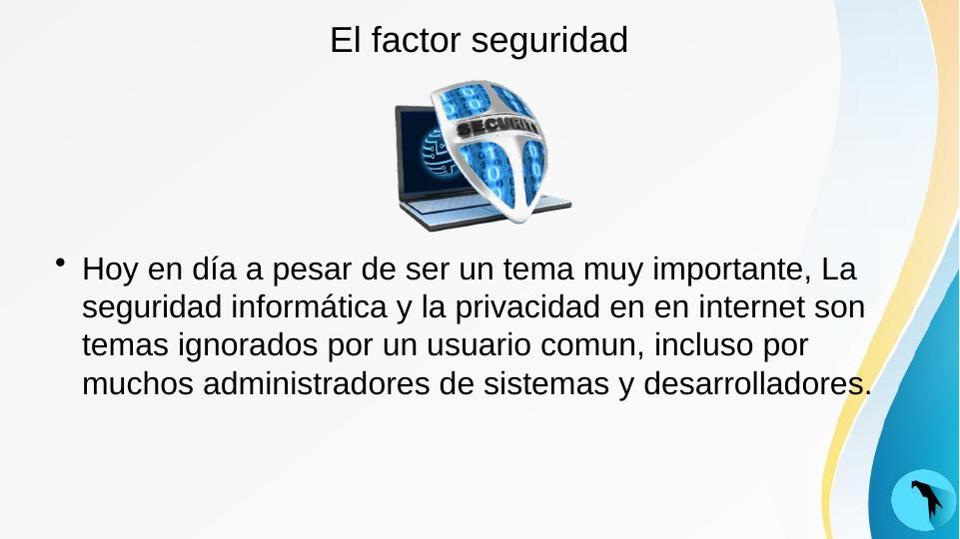 El factor seguridad
SECURITY
• Hoy en día a pesar de ser un tema muy importante, La
seguridad informática y la privacidad en en internet son
temas ignorados por un usuario comun, incluso por
muchos administradores de sistemas y desarrolladores.